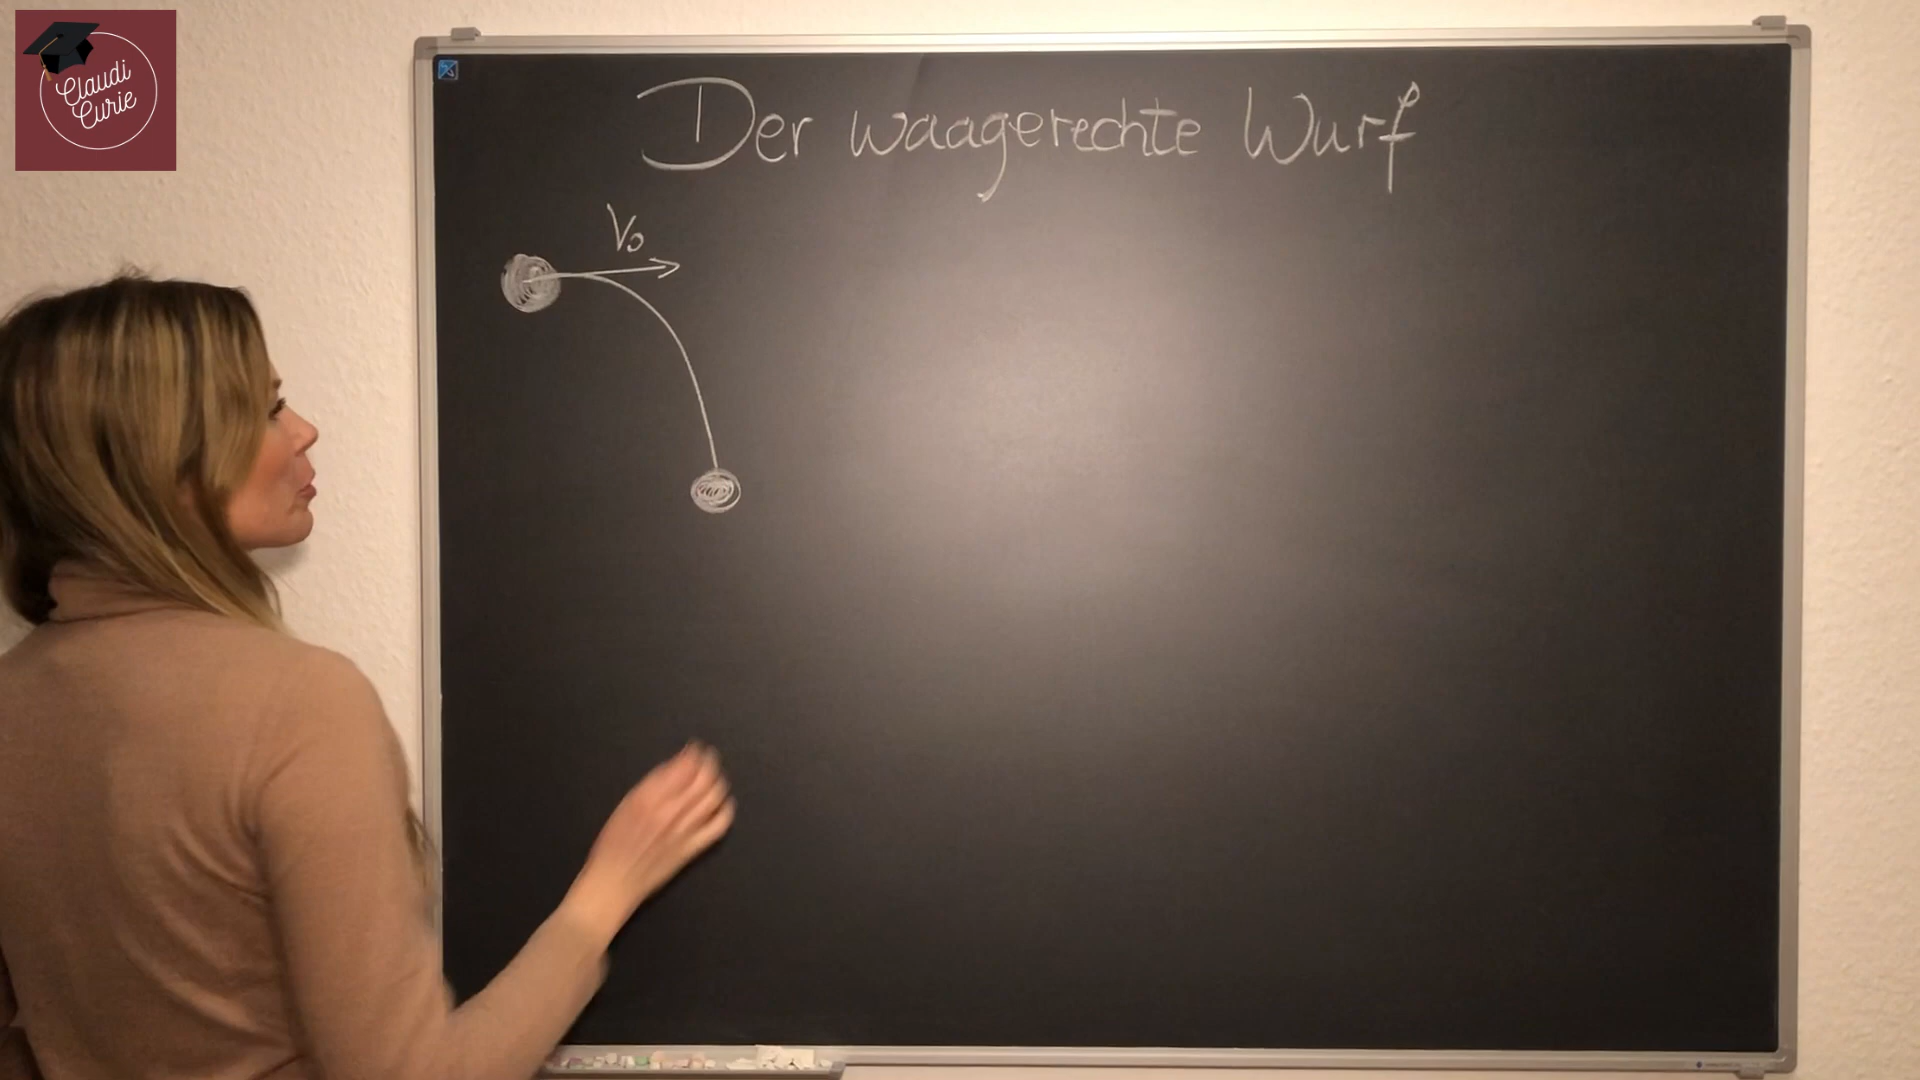 Claudi
Curie
Der waagerechte Wurf
V₀